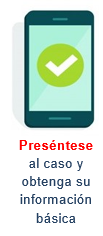 Preséntese
al caso y
obtenga su
información
básica